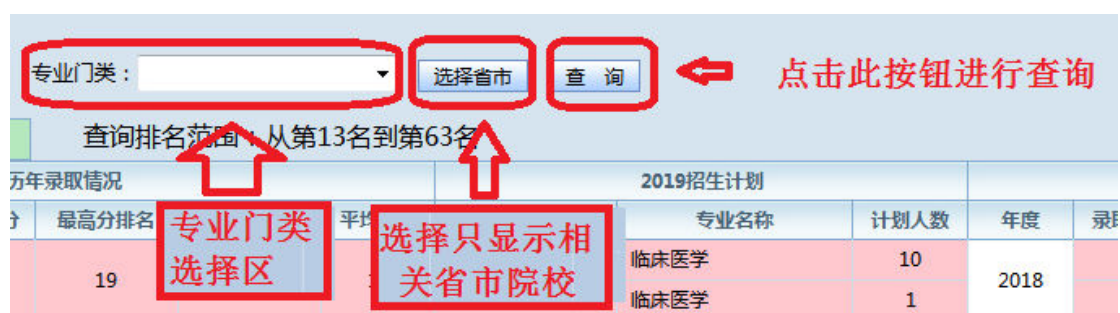 专业门类：
选择省市
查 询
点击此按钮进行查询
查询排名范围：从第13名到第63名
历年录取情况
2019招生计划
最高分排名
平均
专业名称
计划人数
年度
录取
专业门类
选择区
选择只显示相
关省市院校
19
临床医学
10
2018
临床医学
1